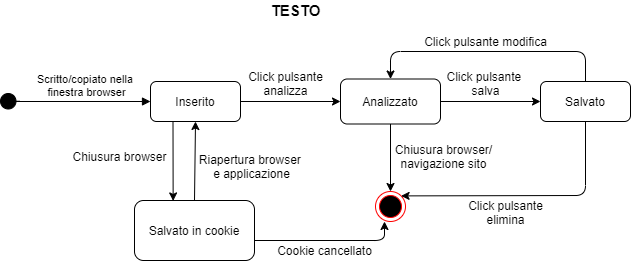 TESTO
Click pulsante modifica
Scritto/copiato nella
finestra browser
Click pulsante
analizza
Click pulsante
salva
Inserito
Analizzato
Salvato
Chiusura browser
Riapertura browser
e applicazione
Chiusura browser/
navigazione sito
Click pulsante
elimina
Salvato in cookie
Cookie cancellato